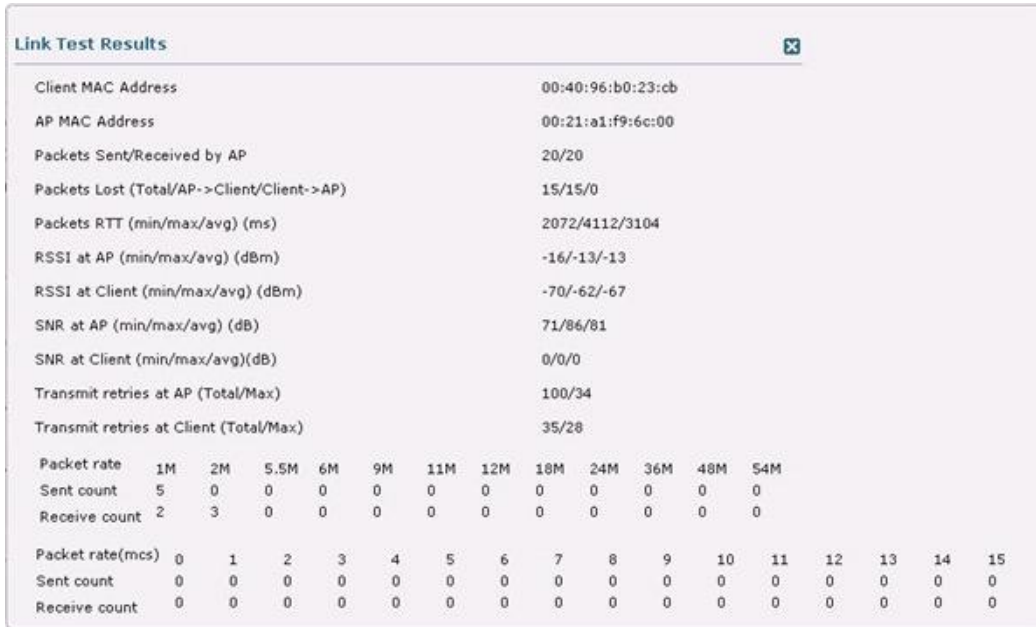 Link Test Results
Client MAC Address 00:40:96:b0:23:cb
AP MAC Address 00:21:a1:f9:6c:00
Packets Sent/Received by AP 20/20
Packets Lost (Total/AP->Client/Client->AP) 15/15/0
Packets RTT (min/max/avg) (ms) 2072/4112/3104
RSSI at AP (min/max/avg) (dBm) -16/-13/-13
RSSI at Client (min/max/avg) (dBm) -70/-62/-67
SNR at AP (min/max/avg) (dB) 71/86/81
SNR at Client (min/max/avg)(dB) 0/0/0
Transmit retries at AP (Total/Max) 100/34
Transmit retries at Client (Total/Max) 35/28
Packet rate 1M 2M 5.5M 6M 9M 11M 12M 18M 24M 36M 48M 54M
Sent count 5 0 0 0 0 0 0 0 0 0 0 0
Receive count 2 3 0 0 0 0 0 0 0 0 0 0
Packet rate(mcs) 0 1 2 3 4 5 6 7 8 9 10 11 12 13 14 15
Sent count 0 0 0 0 0 0 0 0 0 0 0 0 0 0 0 0
Receive count 0 0 0 0 0 0 0 0 0 0 0 0 0 0 0 0